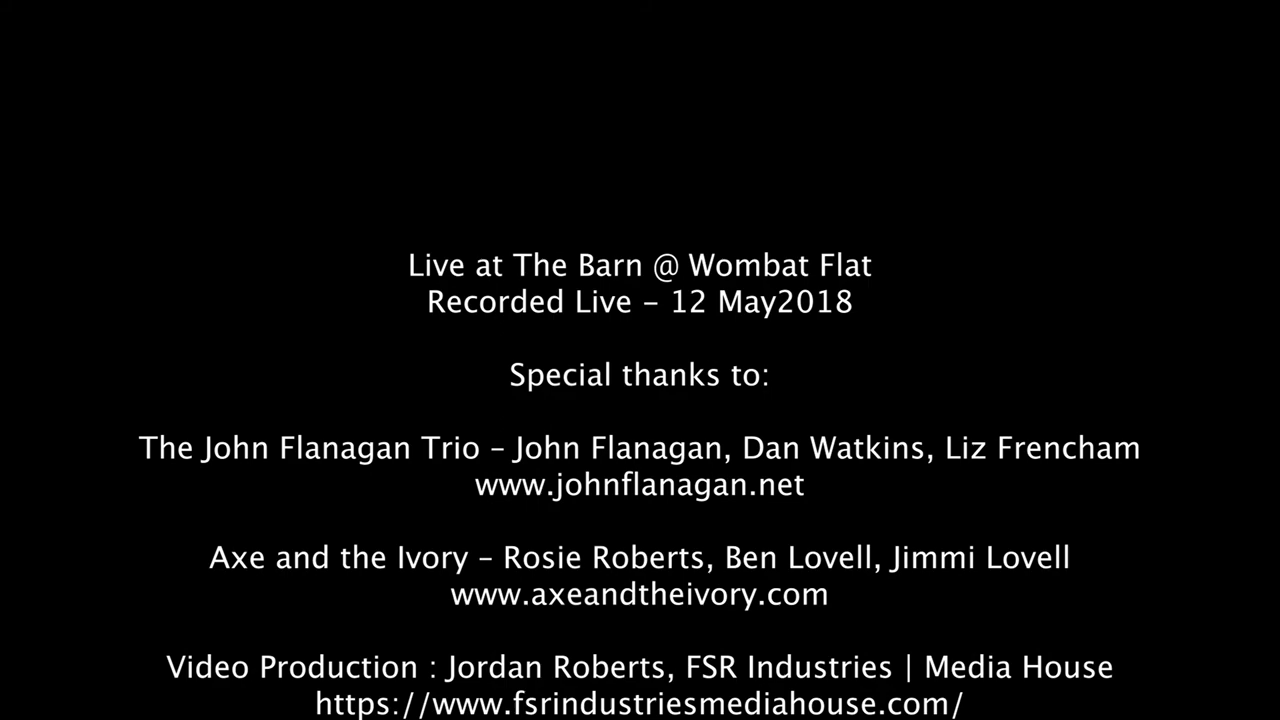 Live at The Barn @ Wombat Flat
Recorded Live – 12 May2018
Special thanks to:
The John Flanagan Trio – John Flanagan, Dan Watkins, Liz Frencham
www.johnflanagan.net
Axe and the Ivory – Rosie Roberts, Ben Lovell, Jimmi Lovell
www.axeandtheivory.com
Video Production : Jordan Roberts, FSR Industries | Media House
https://www.fsrindustriesmediahouse.com/